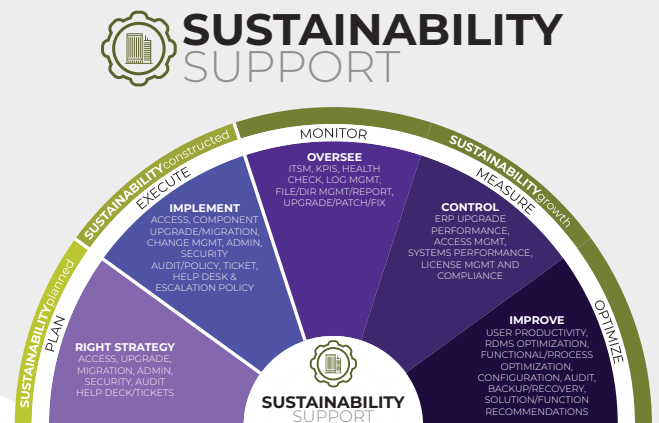 SUSTAINABILITY
SUPPORT
SUSTAINABILITYplanned
SUSTAINABILITYconstructed
SUSTAINABILITYgrowth
PLAN
EXECUTE
MONITOR
MEASURE
OPTIMIZE
RIGHT STRATEGY
ACCESS, UPGRADE,
MIGRATION, ADMIN,
SECURITY, AUDIT
HELP DECK/TICKETS
IMPLEMENT
ACCESS, COMPONENT
UPGRADE/MIGRATION,
CHANGE MGMT, ADMIN,
SECURITY
AUDIT/POLICY, TICKET,
HELP DESK &
ESCALATION POLICY
OVERSEE
ITSM, KPIS, HEALTH
CHECK, LOG MGMT,
FILE/DIR MGMT/REPORT,
UPGRADE/PATCH/FIX
CONTROL
ERP UPGRADE
PERFORMANCE,
ACCESS MGMT,
SYSTEMS PERFORMANCE,
LICENSE MGMT AND
COMPLIANCE
IMPROVE
USER PRODUCTIVITY,
RDMS OPTIMIZATION,
FUNCTIONAL/PROCESS
OPTIMIZATION,
CONFIGURATION, AUDIT,
BACKUP/RECOVERY,
SOLUTION/FUNCTION
RECOMMENDATIONS
SUSTAINABILITY
SUPPORT